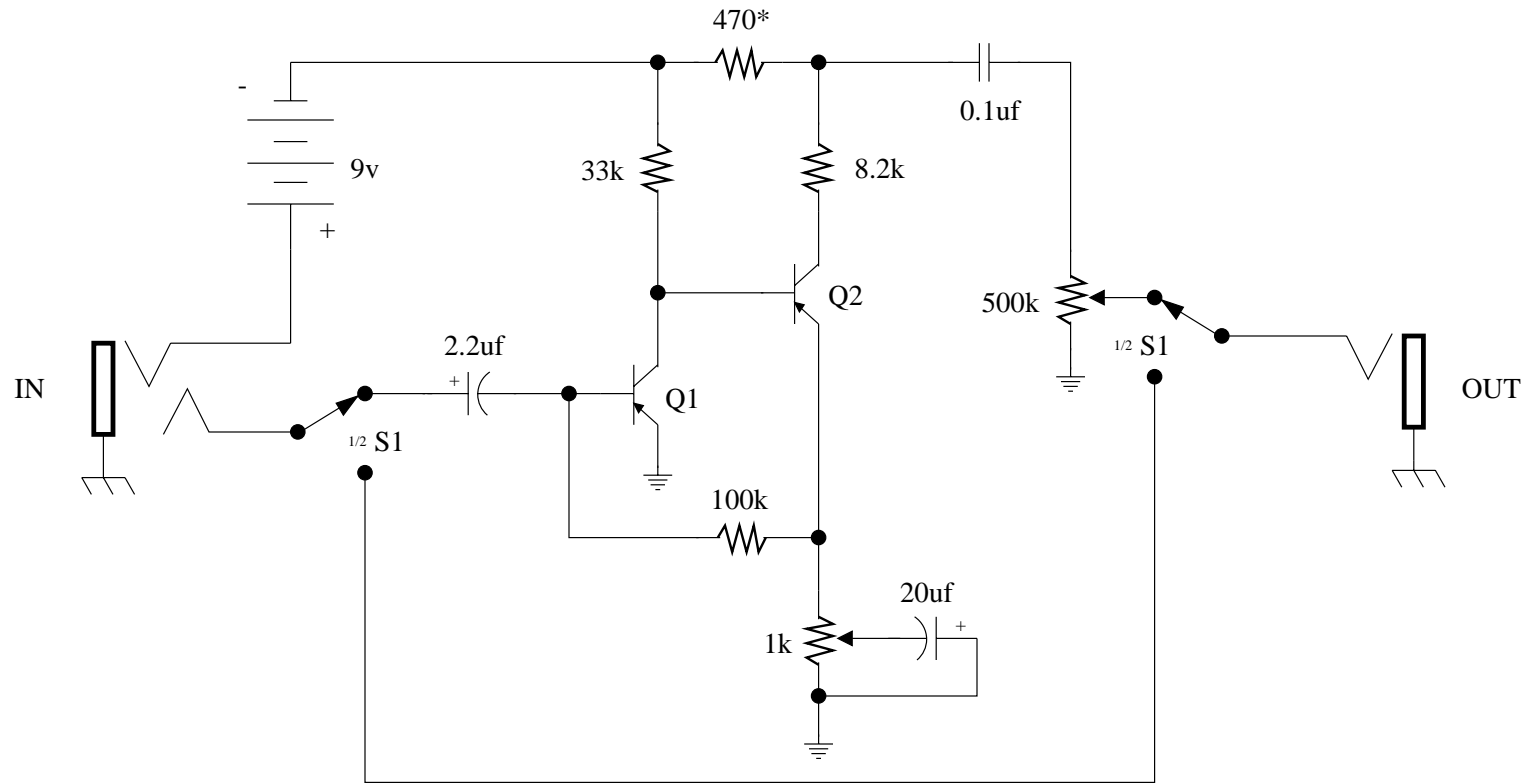 470*
-
0.1uf
33k
8.2k
9v
+
Q2
500k
2.2uf
1/2 S1
+
IN
Q1
OUT
1/2 S1
100k
20uf
+
1k